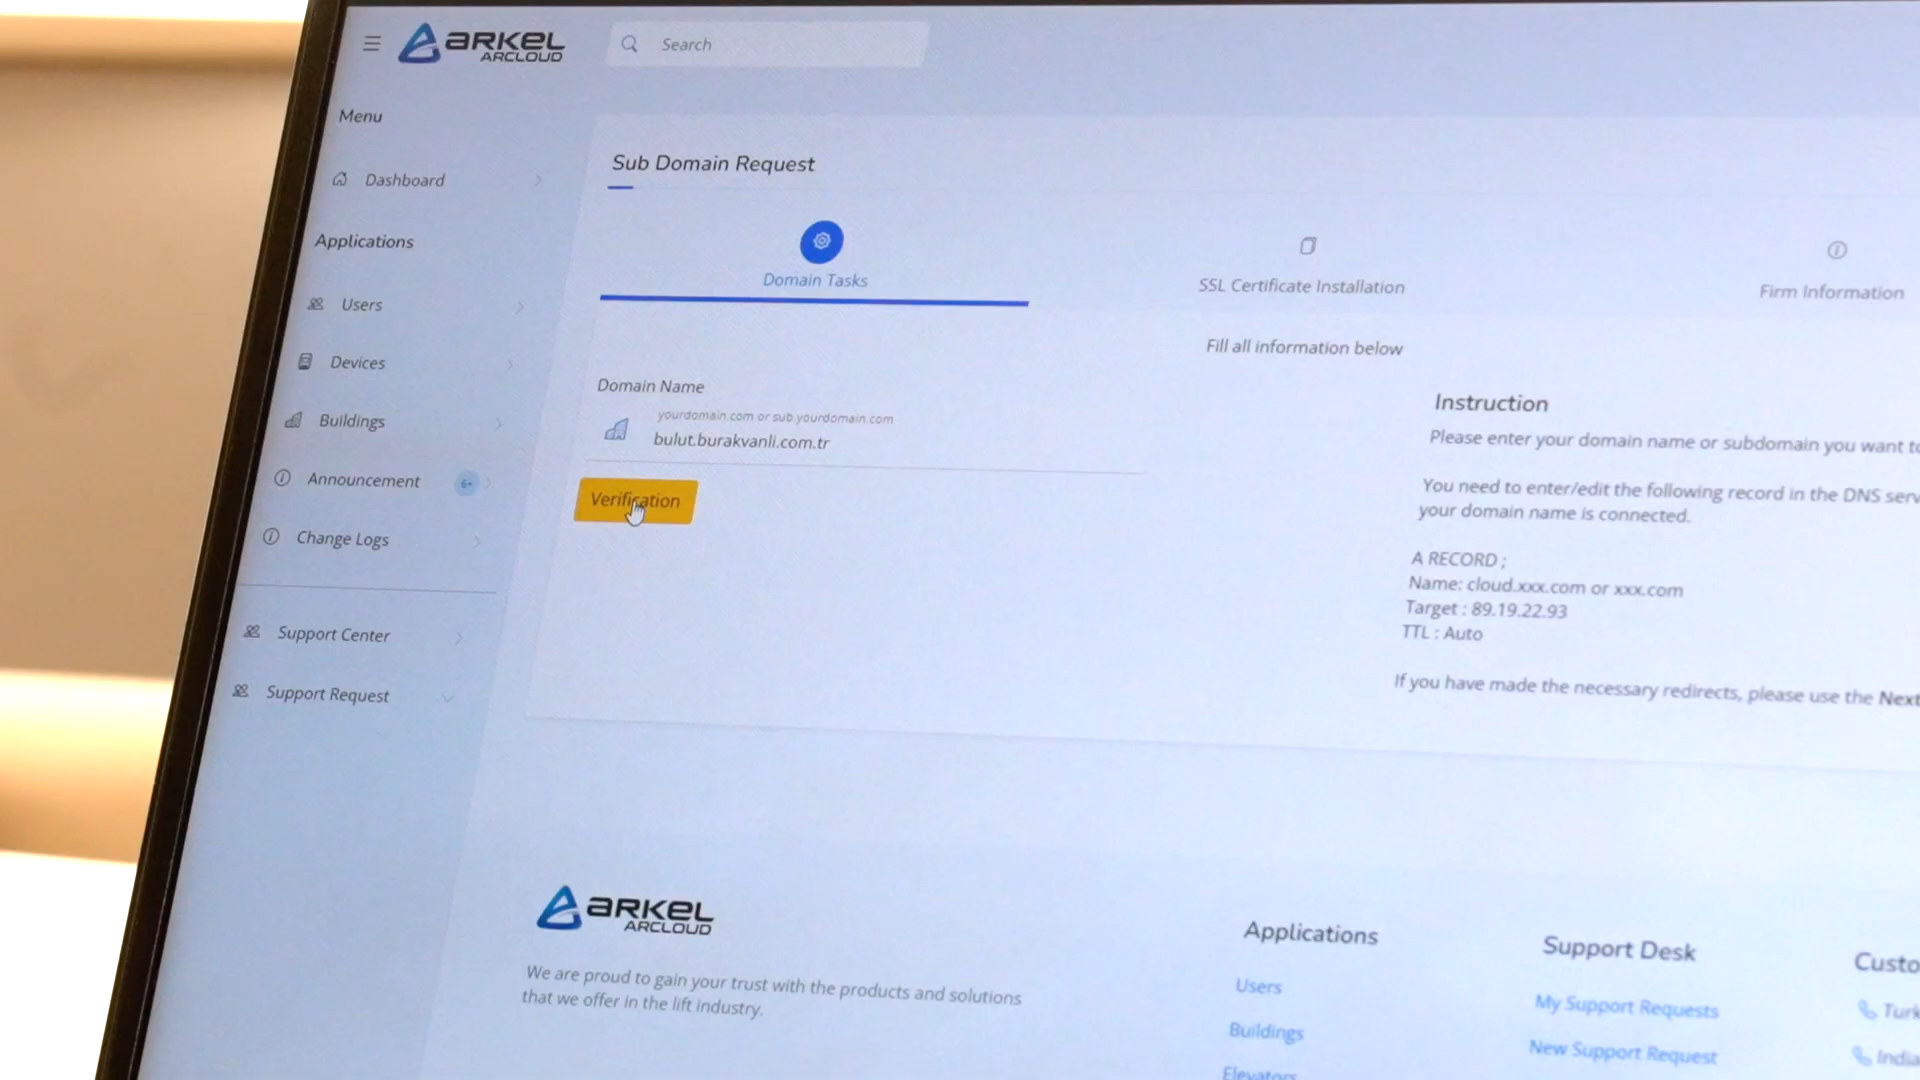 ARKEL
ARCLOUD
Search
Menu
Dashboard
Applications
Users
Devices
Buildings
Announcement 6+
Change Logs
Support Center
Support Request
Sub Domain Request
Domain Tasks
SSL Certificate Installation
Firm Information
Fill all information below
Domain Name
yourdomain.com or sub.yourdomain.com
bulut.burakvanli.com.tr
Verification
Instruction
Please enter your domain name or subdomain you want
You need to enter/edit the following record in the DNS
your domain name is connected.
A RECORD ;
Name: cloud.xxx.com or xxx.com
Target : 89.19.22.93
TTL : Auto
If you have made the necessary redirects, please use the Next
ARKEL
ARCLOUD
We are proud to gain your trust with the products and solutions
that we offer in the lift industry.
Applications
Users
Buildings
Elevators
Support Desk
My Support Requests
New Support Request
Custo
Turk
India